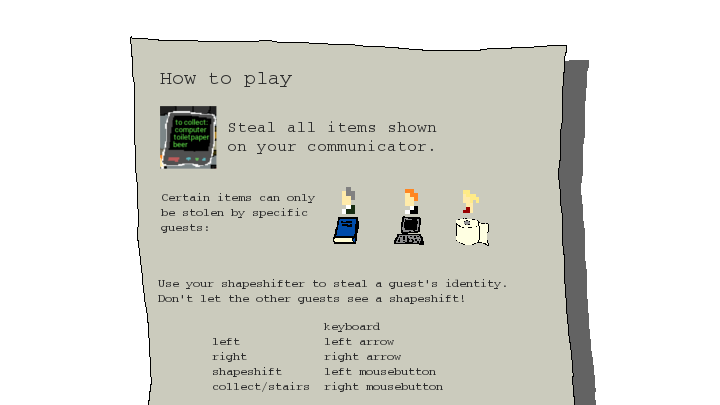 How to play
to collect:
computer
toiletpaper
beer
Steal all items shown
on your communicator.
Certain items can only
be stolen by specific
guests:
Use your shapeshifter to steal a guest's identity.
Don't let the other guests see a shapeshift!
keyboard
left left arrow
right right arrow
shapeshift left mousebutton
collect/stairs right mousebutton